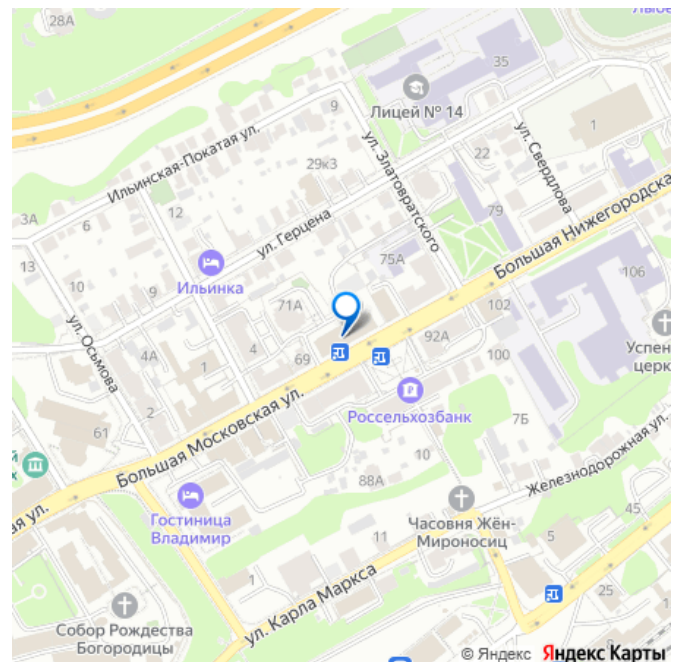 28А
35
Лицей № 14
1
9
Ильинская-Покатая ул.
ул. Златовратского
ул. Свердлова
22
29к3
12
6
3А
ул. Герцена
79
Большая Нижегородска
13
10
Ильинка
75А
106
9
71А
102
ул. Осьмова
4А
1
4
69
92А
Успен
церк
100
2
Россельхозбанк
7Б
61
й
х
Большая Московская ул.
10
88А
Железнодорожная ул.
ая ул.
Гостиница
Владимир
Часовня Жён-
Мироносиц
45
11
5
1
ул. Карла Маркса
25
Собор Рождества
Богородицы
© Яндекс Яндекс Карты